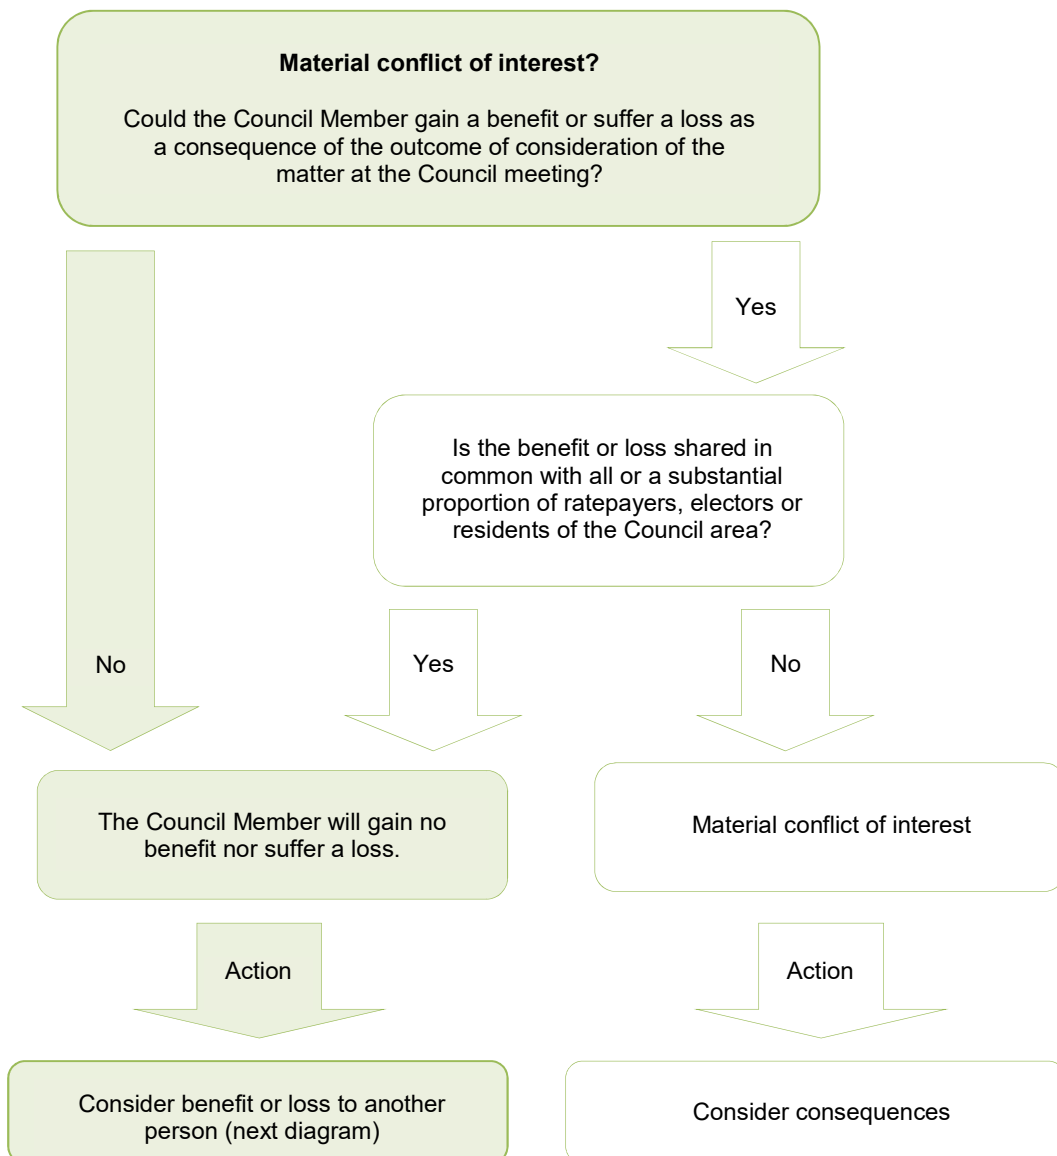 Material conflict of interest?
Could the Council Member gain a benefit or suffer a loss as
a consequence of the outcome of consideration of the
matter at the Council meeting?
Yes
Is the benefit or loss shared in
common with all or a substantial
proportion of ratepayers, electors or
residents of the Council area?
No
Yes
No
The Council Member will gain no
benefit nor suffer a loss.
Material conflict of interest
Action
Action
Consider benefit or loss to another
person (next diagram)
Consider consequences